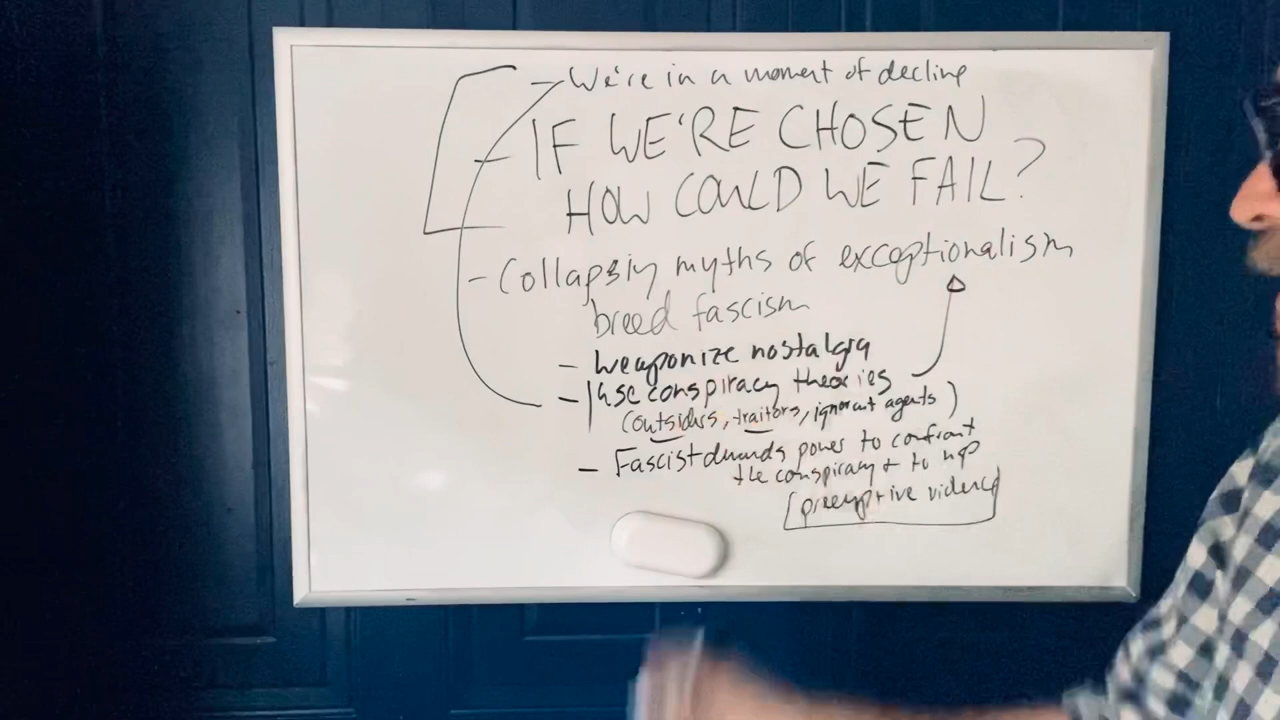 - We're in a moment of decline
- IF WE'RE CHOSEN
HOW COULD WE FAIL?
- Collapsing myths of exceptionalism
breed fascism
- weaponize nostalgia
- Use conspiracy theories
(outsiders, traitors, ignorant agents)
- Fascist demands power to confront
the conspiracy + to
preemptive violence